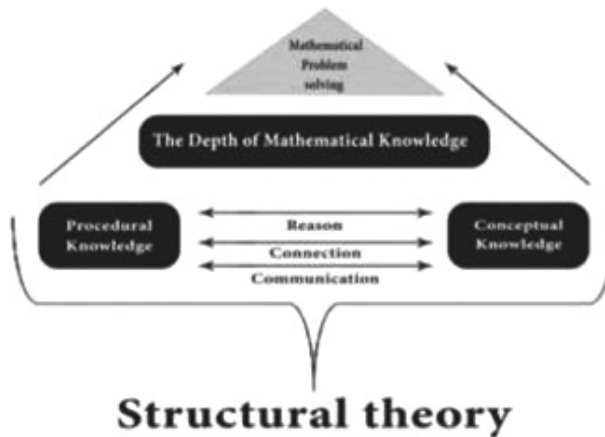 Mathematical
Problem
solving
The Depth of Mathematical Knowledge
Procedural
Knowledge
Reason
Connection
Communication
Conceptual
Knowledge
Structural theory